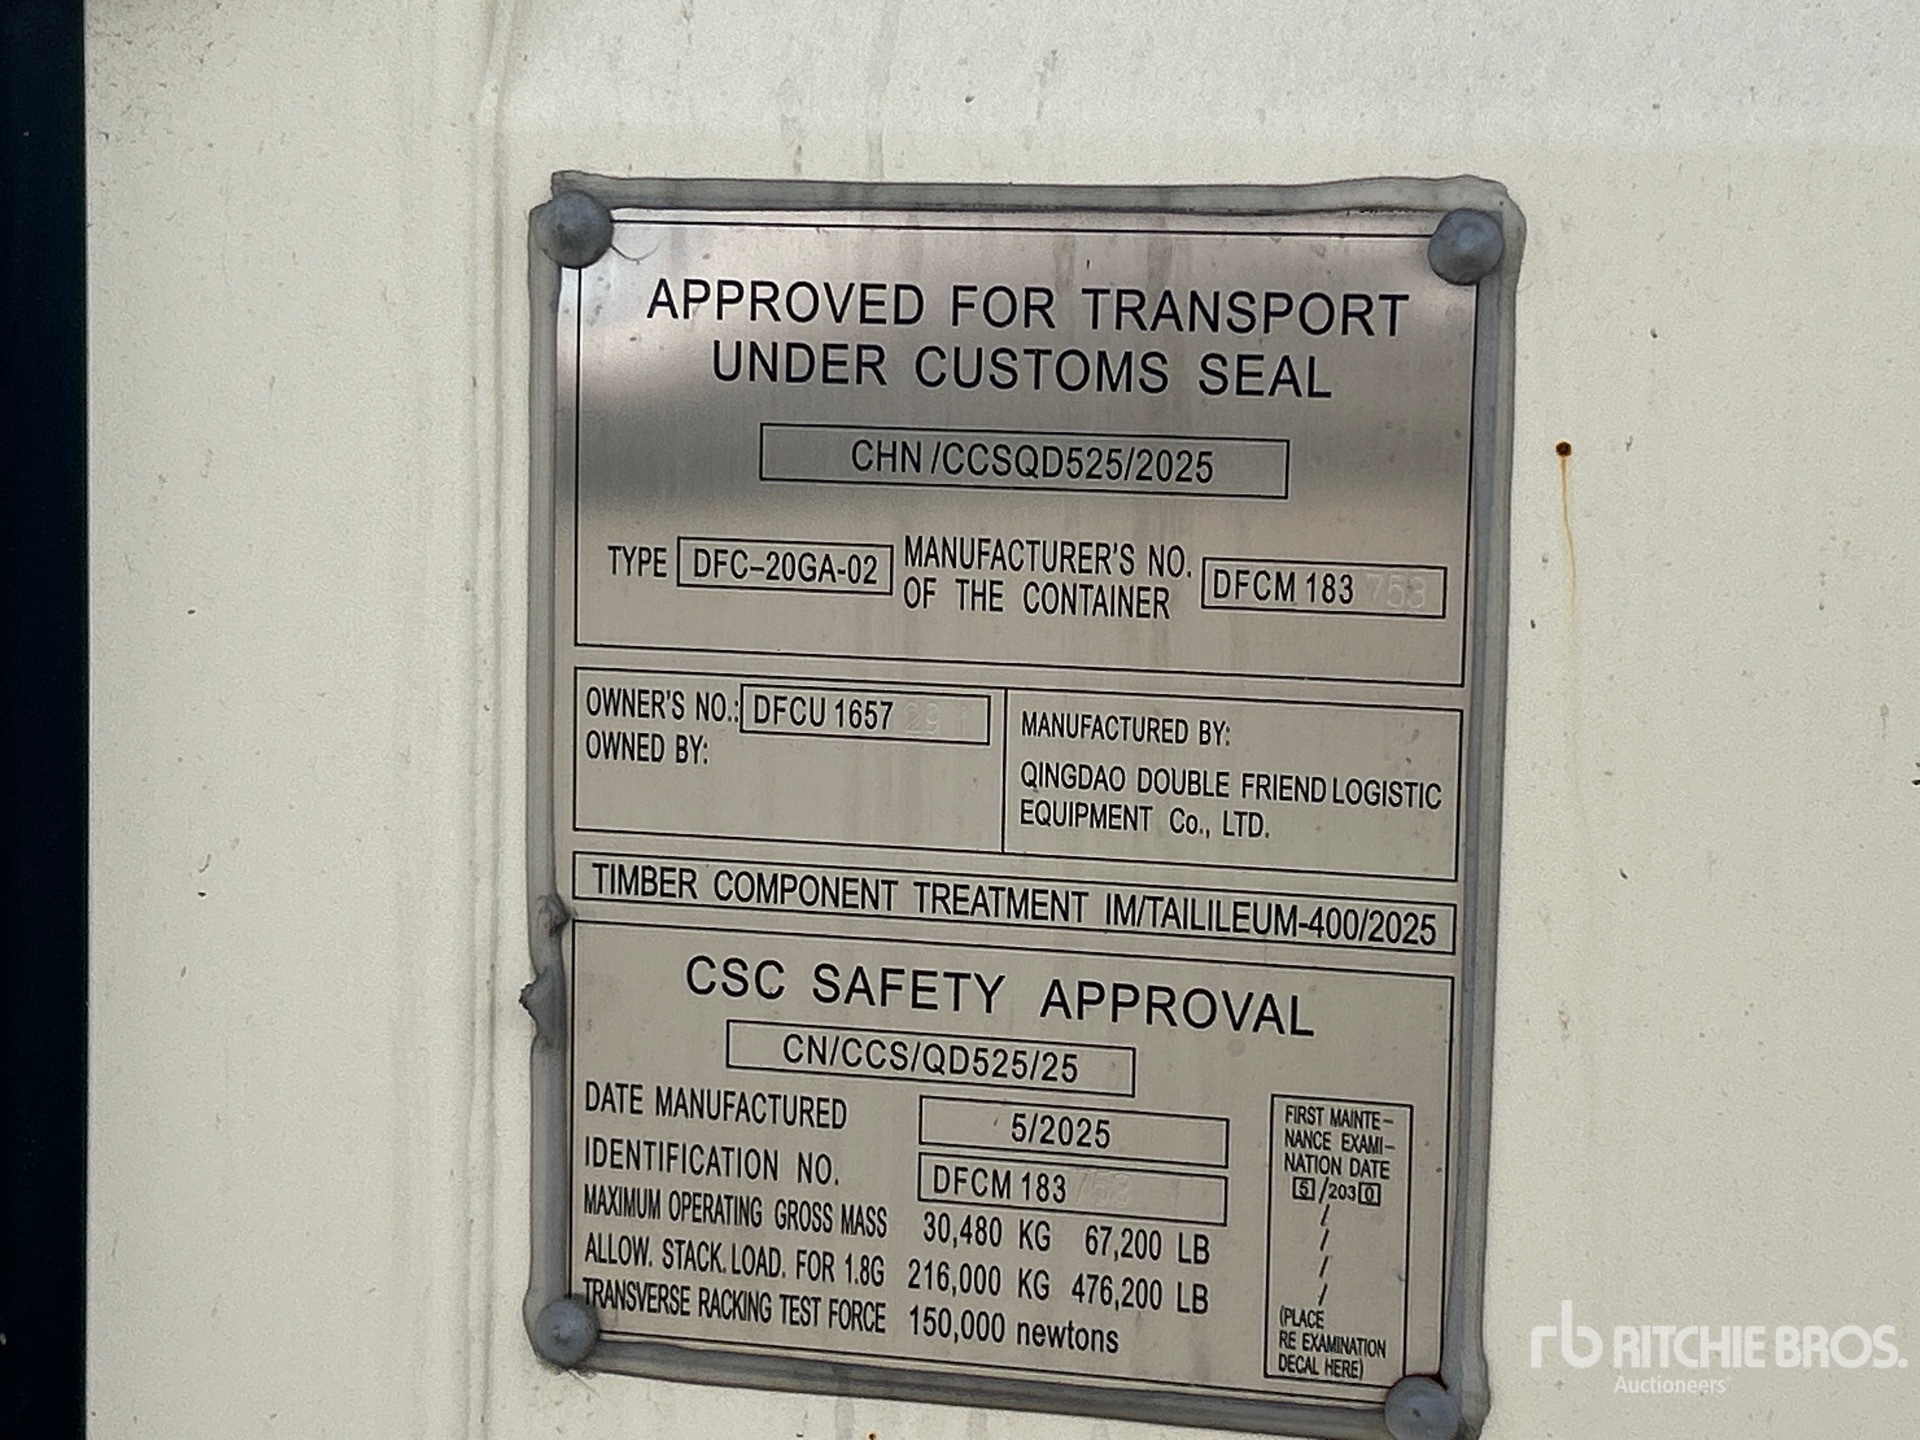 APPROVED FOR TRANSPORT
UNDER CUSTOMS SEAL
CHN/CCSQD525/2025
TYPE DFC-20GA-02 MANUFACTURER'S NO. OF THE CONTAINER DFCM 183 753
OWNER'S NO.: DFCU 1657 291
OWNED BY:
MANUFACTURED BY:
QINGDAO DOUBLE FRIEND LOGISTIC
EQUIPMENT Co., LTD.
TIMBER COMPONENT TREATMENT IM/TAILILEUM-400/2025
CSC SAFETY APPROVAL
CN/CCS/QD525/25
DATE MANUFACTURED 5/2025
IDENTIFICATION NO. DFCM 183 753
MAXIMUM OPERATING GROSS MASS 30,480 KG 67,200 LB
ALLOW. STACK. LOAD. FOR 1.8G 216,000 KG 476,200 LB
TRANSVERSE RACKING TEST FORCE 150,000 newtons
FIRST MAINTE-
NANCE EXAMI-
NATION DATE
5/2030
/
/
/
/
(PLACE
RE EXAMINATION
DECAL HERE)
rb RITCHIE BROS.
Auctioneers